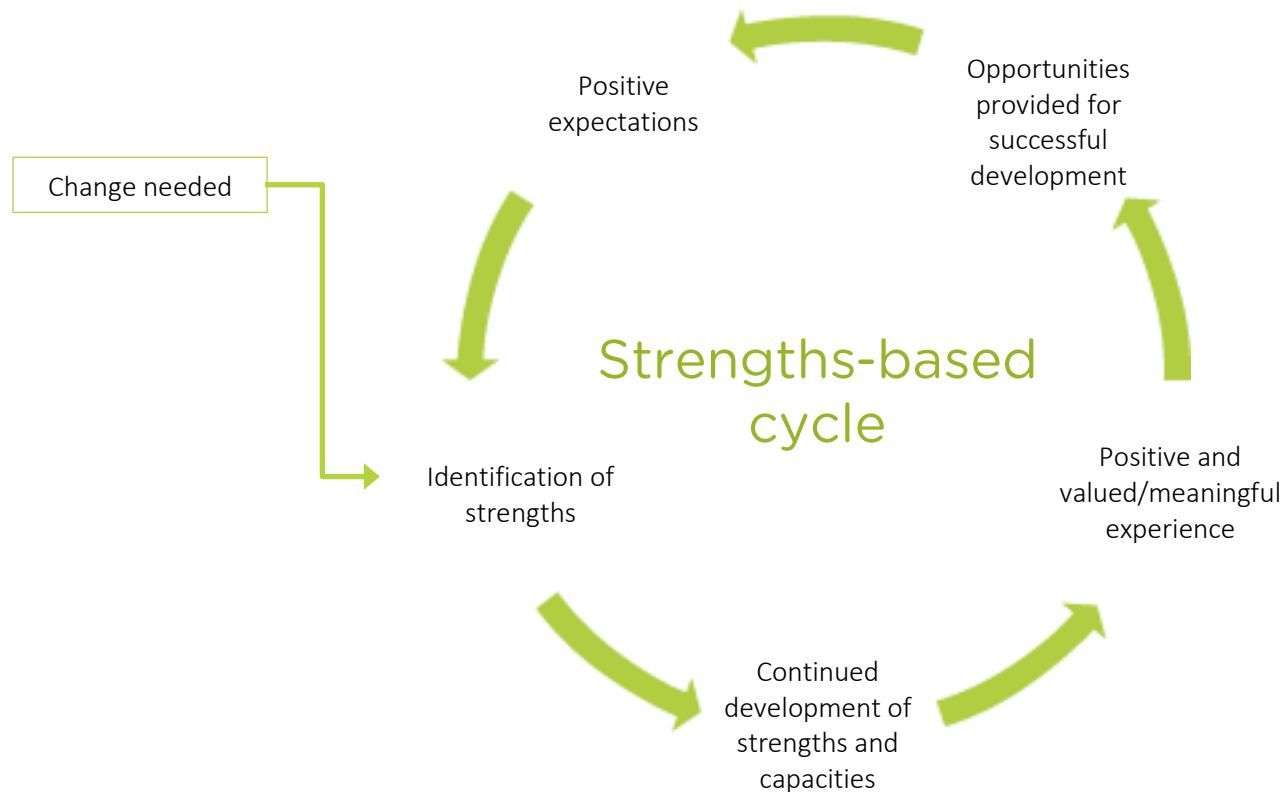 Positive
expectations
Opportunities
provided for
successful
development
Change needed
Strengths-based
cycle
Identification of
strengths
Positive and
valued/meaningful
experience
Continued
development of
strengths and
capacities